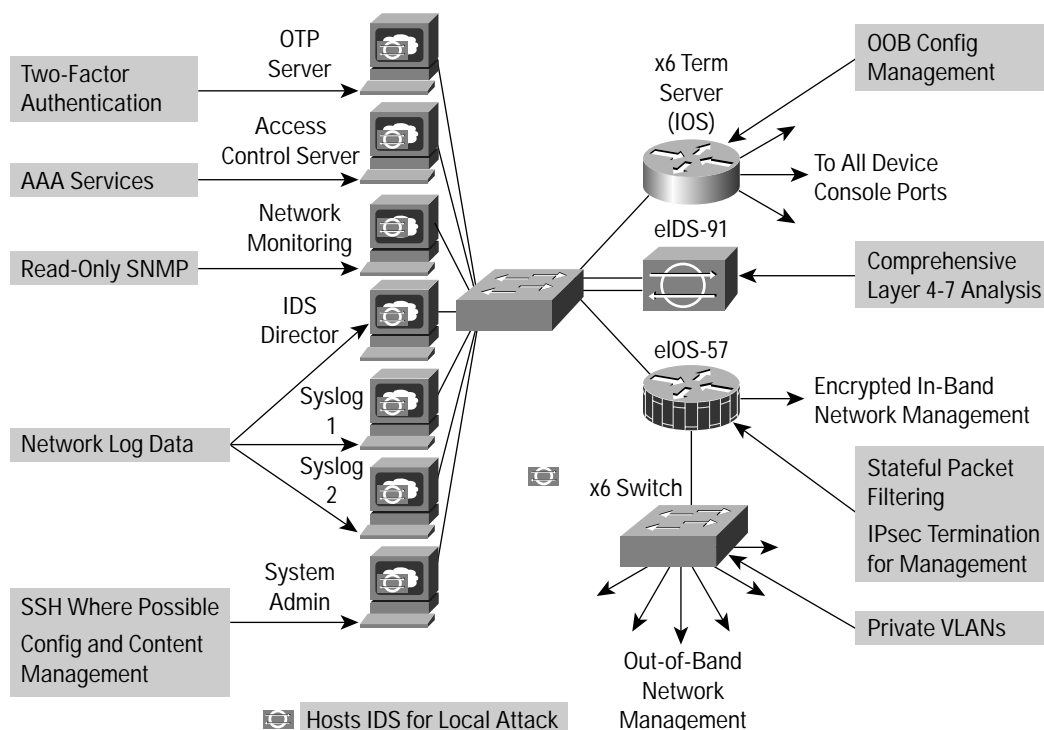 OTP
Server
Two-Factor
Authentication
Access
Control Server
AAA Services
Network
Monitoring
Read-Only SNMP
IDS
Director
Syslog
1
Network Log Data
Syslog
2
System
Admin
SSH Where Possible
Config and Content
Management
Hosts IDS for Local Attack
x6 Term
Server
(IOS)
OOB Config
Management
To All Device
Console Ports
eIDS-91
Comprehensive
Layer 4-7 Analysis
eIOS-57
Encrypted In-Band
Network Management
x6 Switch
Stateful Packet
Filtering
IPsec Termination
for Management
Private VLANs
Out-of-Band
Network
Management